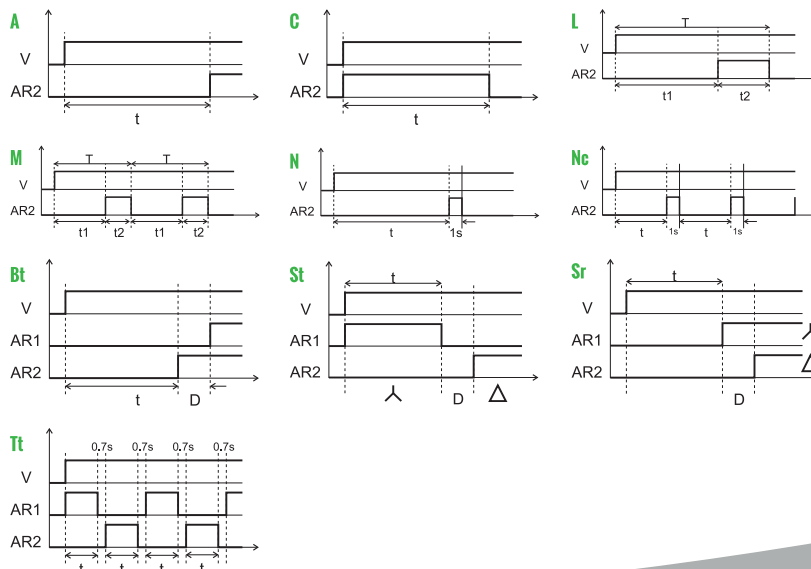 A
V
AR2
t
C
V
AR2
t
L
T
V
AR2
t1 t2
M
T T
V
AR2
t1 t2 t1 t2
N
V
AR2
t 1s
Nc
V
AR2
t 1s t 1s
Bt
V
AR1
AR2
t D
St
t
V
AR1
AR2
D
Sr
t
V
AR1
AR2
D
Tt
0.7s 0.7s 0.7s 0.7s
V
AR1
AR2
t t t t